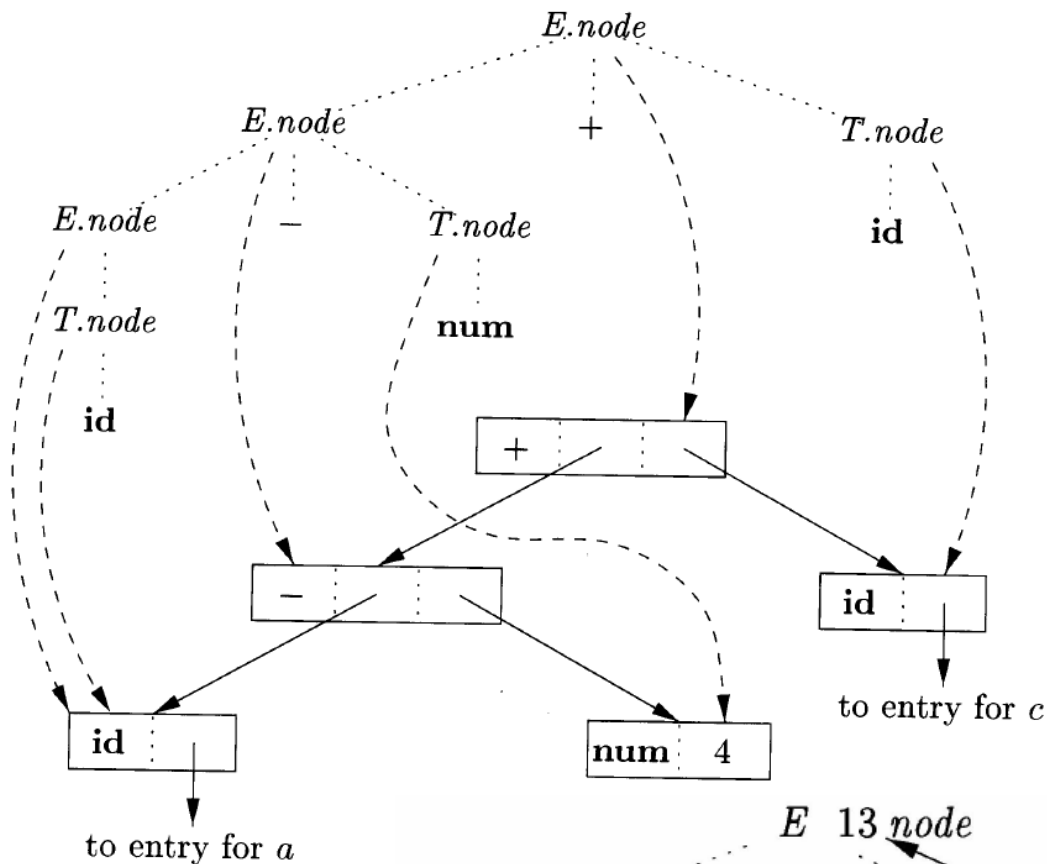 E.node
E.node + T.node
E.node − T.node id
T.node num
id
+
− id
to entry for c
id num 4
E 13 node
to entry for a